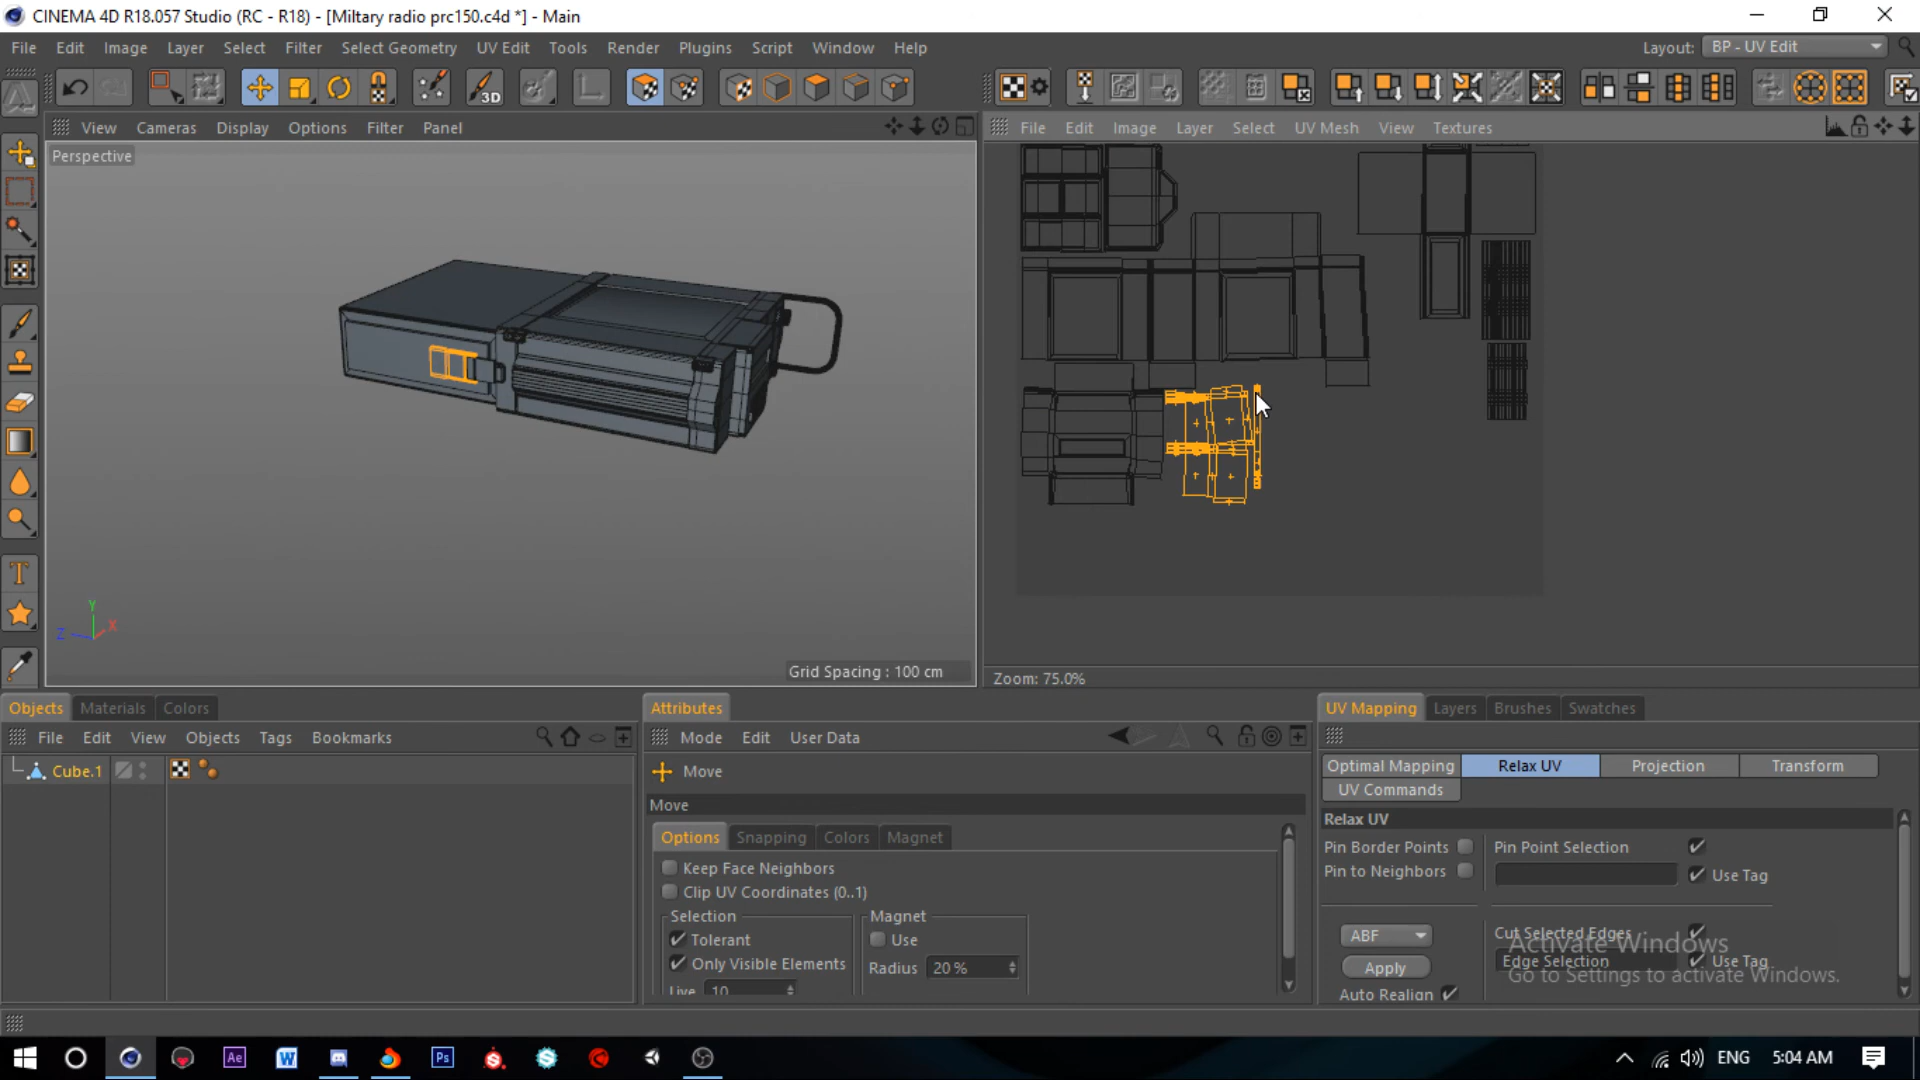 CINEMA 4D R18.057 Studio (RC - R18) - [Miltary radio prc150.c4d *] - Main
File Edit Image Layer Select Filter Select Geometry UV Edit Tools Render Plugins Script Window Help
Layout: BP - UV Edit
3D
View Cameras Display Options Filter Panel
File Edit Image Layer Select UV Mesh View Textures
Perspective
Y
Z X
Grid Spacing : 100 cm
Zoom: 75.0%
Objects Materials Colors
Attributes
UV Mapping Layers Brushes Swatches
File Edit View Objects Tags Bookmarks
Mode Edit User Data
Cube.1
Move
Move
Options Snapping Colors Magnet
Keep Face Neighbors
Clip UV Coordinates (0..1)
Selection
Magnet
Tolerant
Use
Only Visible Elements
Radius 20 %
Live 10
Optimal Mapping Relax UV Projection Transform
UV Commands
Relax UV
Pin Border Points
Pin Point Selection
Pin to Neighbors
Use Tag
ABF
Cut Selected Edges
Apply
Edge Selection
Use Tag
Auto Realign
Activate Windows
Go to Settings to activate Windows.
Ae
W
Ps
ENG
5:04 AM